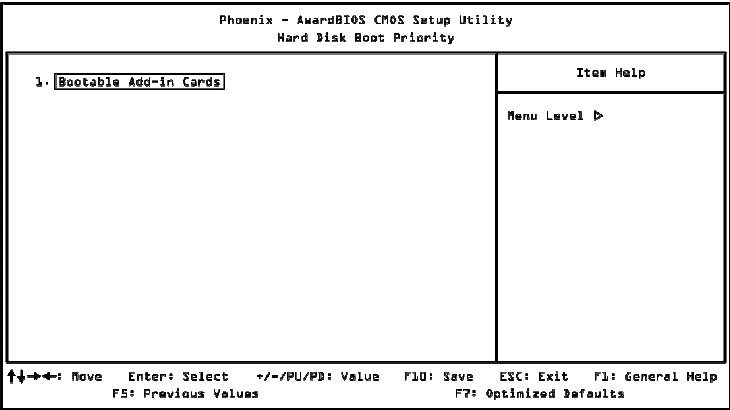 Phoenix - AwardBIOS CMOS Setup Utility
Hard Disk Boot Priority
1. Bootable Add-in Cards
Item Help
Menu Level ▷
↑↓→←: Move Enter: Select +/-/PU/PD: Value F10: Save ESC: Exit F1: General Help
F5: Previous Values F7: Optimized Defaults